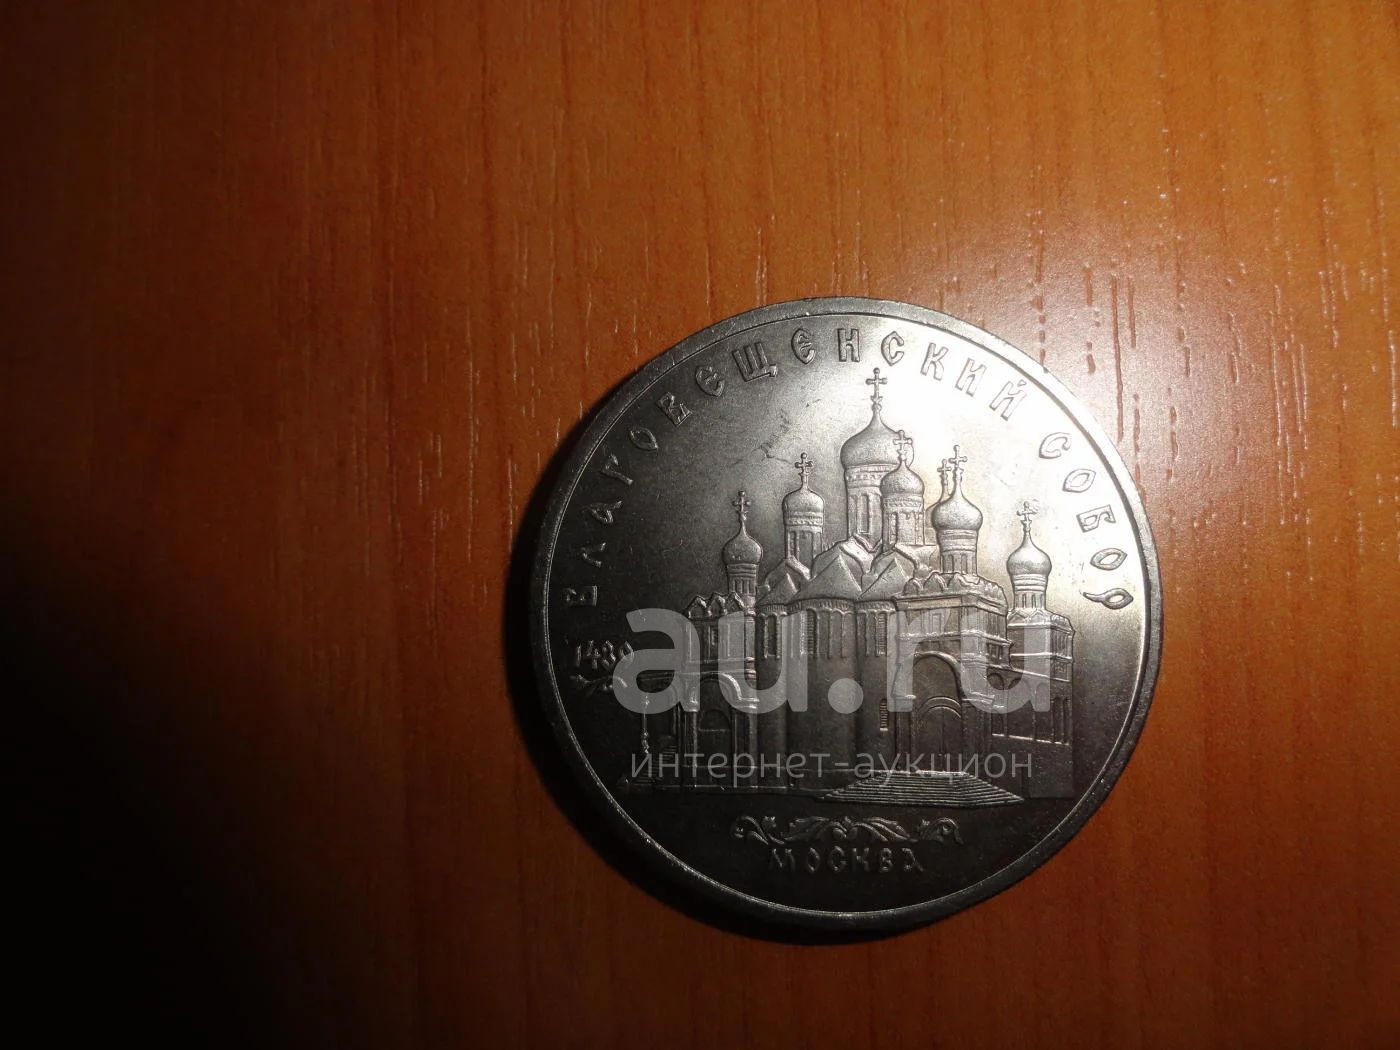 БЛАГОВЕЩЕНСКИЙ СОБОР
1489
au.ru
интернет-аукцион
МОСКВА